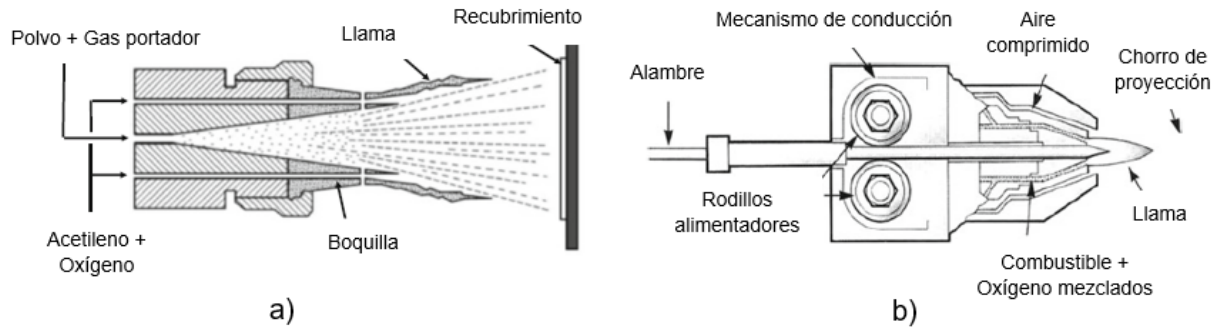 Polvo + Gas portador
Llama
Recubrimiento
Acetileno +
Oxígeno
Boquilla
a)
b)
Mecanismo de conducción
Aire
comprimido
Chorro de
proyección
Alambre
Rodillos
alimentadores
Llama
Combustible +
Oxígeno mezclados